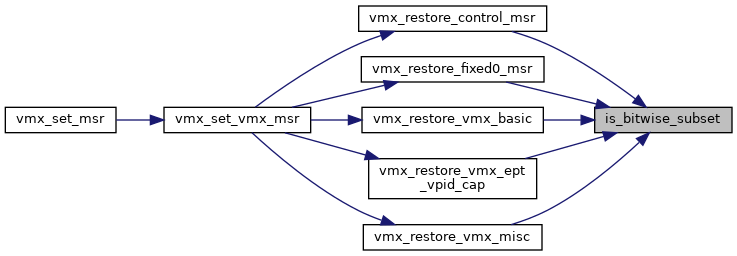 vmx_set_msr
vmx_set_vmx_msr
vmx_restore_control_msr
vmx_restore_fixed0_msr
vmx_restore_vmx_basic
vmx_restore_vmx_ept
_vpid_cap
vmx_restore_vmx_misc
is_bitwise_subset